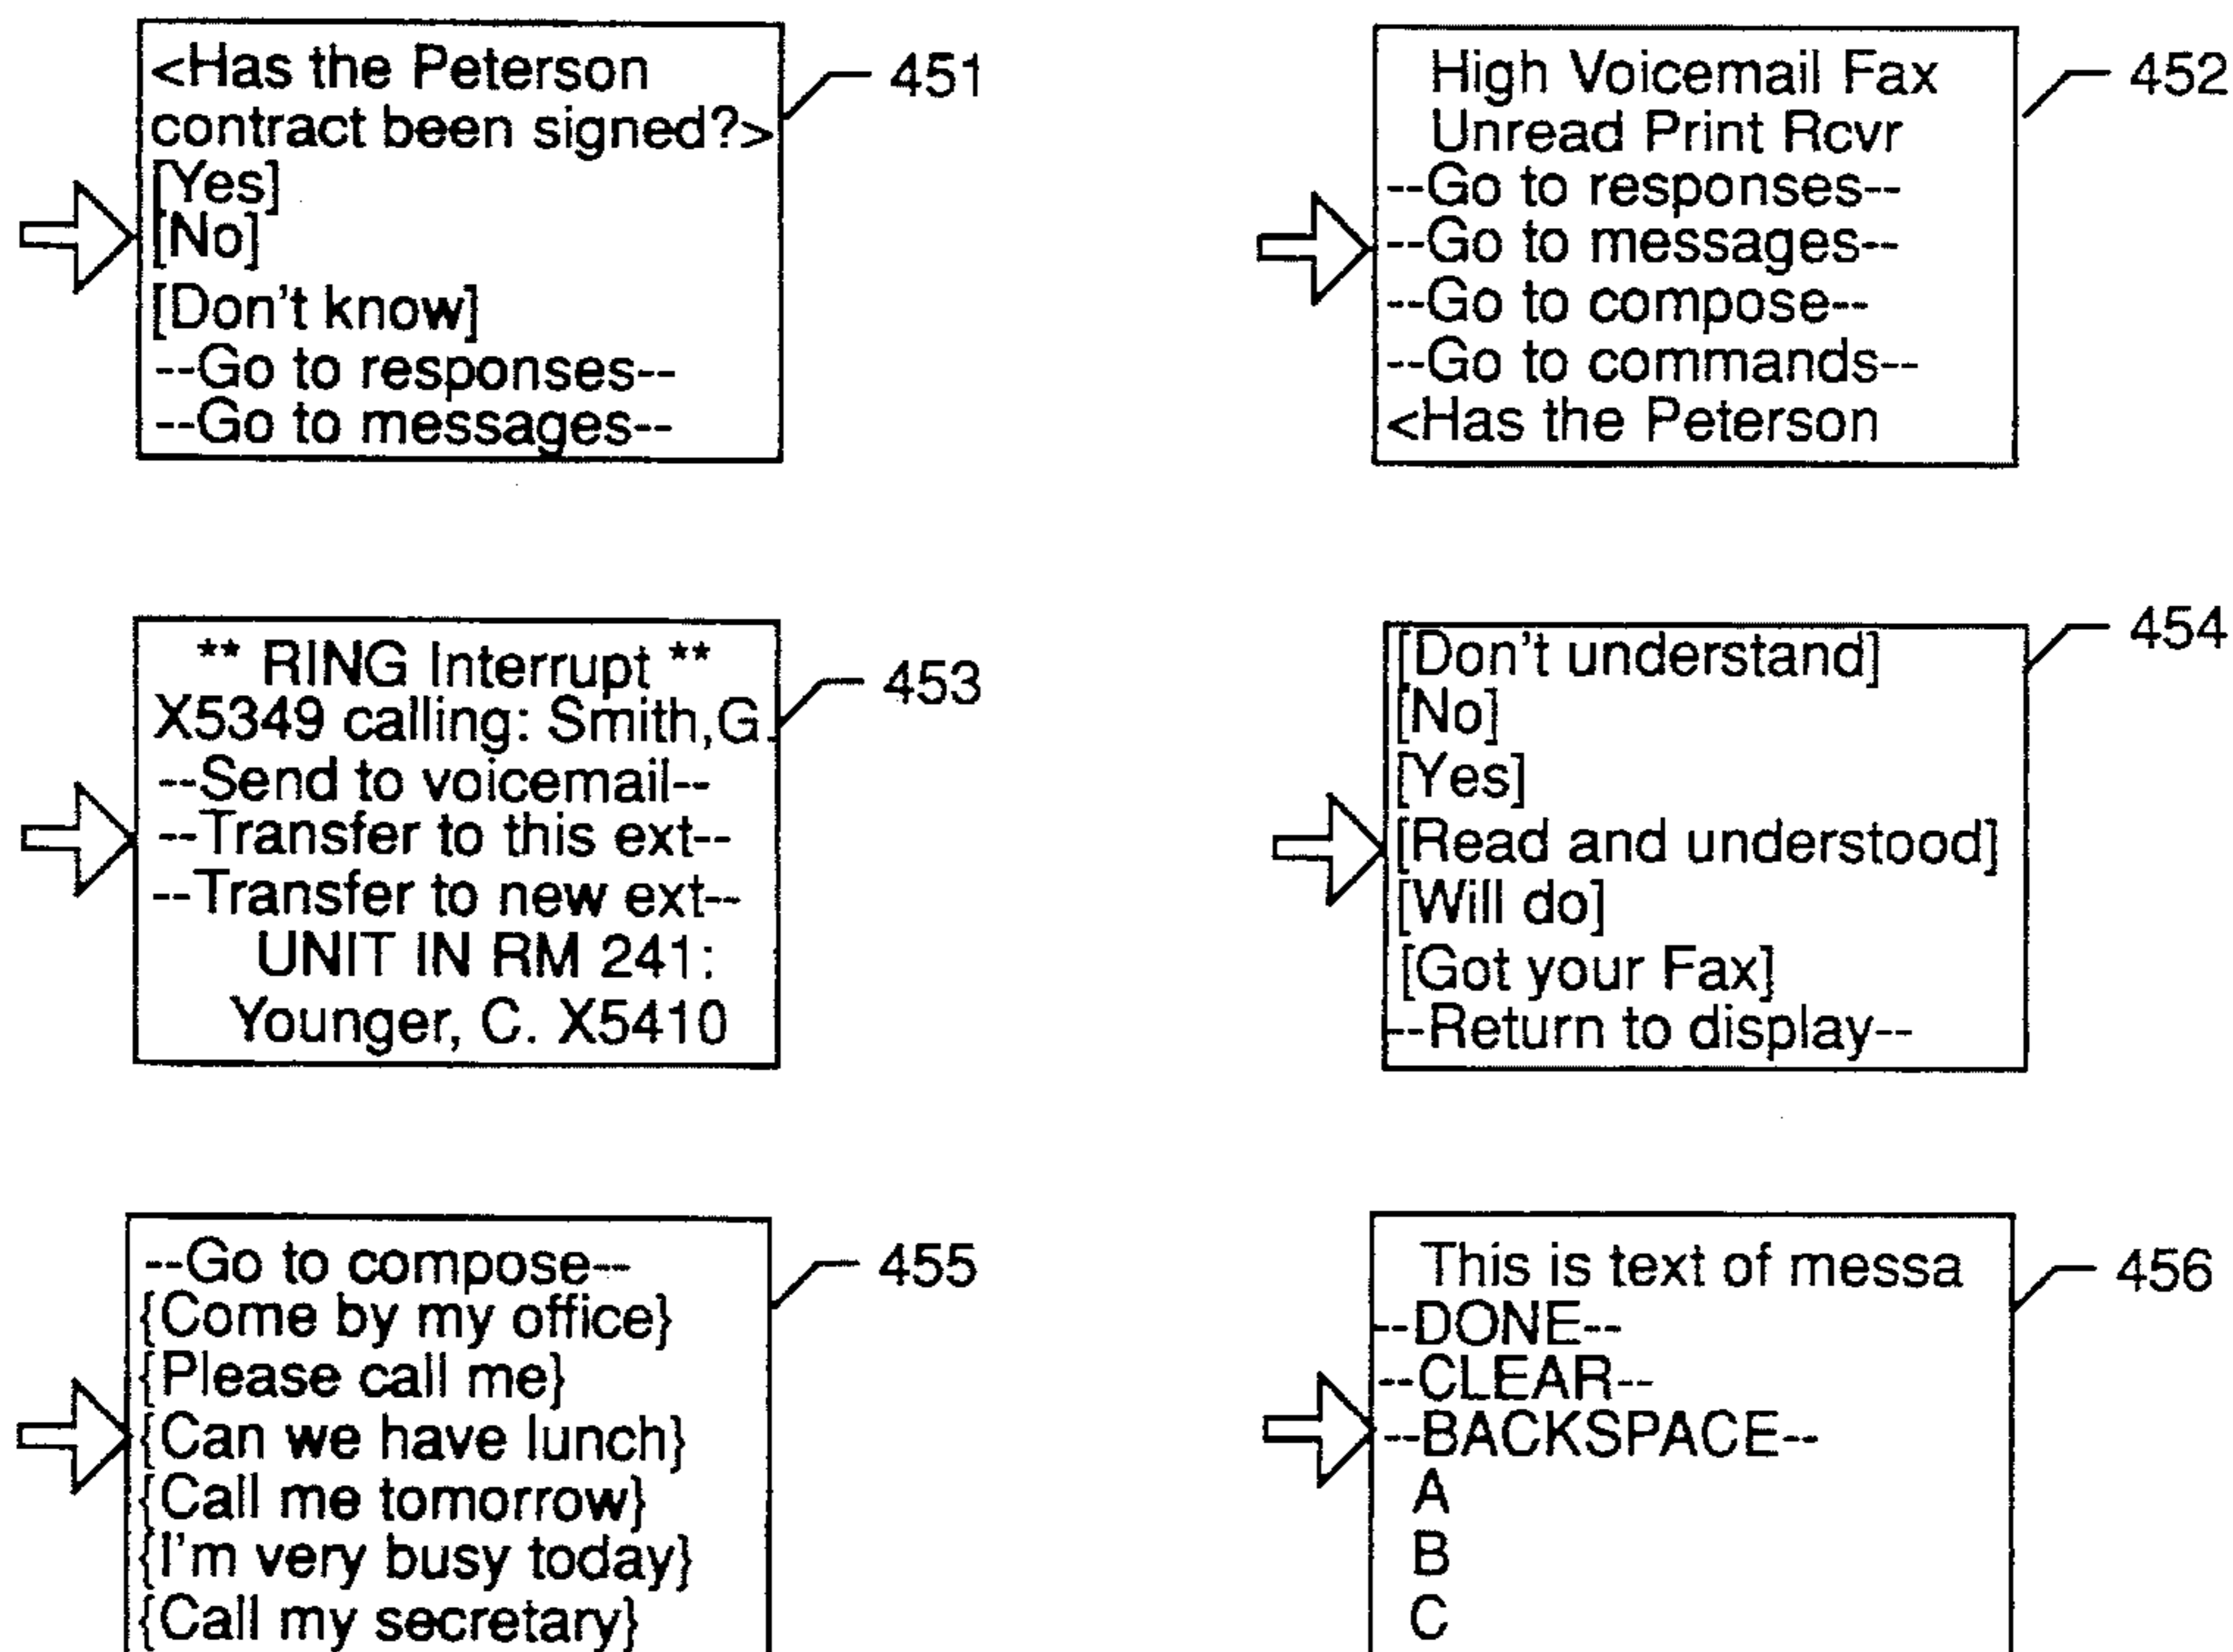 <Has the Peterson
contract been signed?>
[Yes]
[No]
[Don't know]
--Go to responses--
--Go to messages--
451
High Voicemail Fax
Unread Print Rcvr
--Go to responses--
--Go to messages--
--Go to compose--
--Go to commands--
<Has the Peterson
452
** RING Interrupt **
X5349 calling: Smith,G.
--Send to voicemail--
--Transfer to this ext--
--Transfer to new ext--
UNIT IN RM 241:
Younger, C. X5410
453
[Don't understand]
[No]
[Yes]
[Read and understood]
[Will do]
[Got your Fax]
--Return to display--
454
--Go to compose--
{Come by my office}
{Please call me}
{Can we have lunch}
{Call me tomorrow}
{I'm very busy today}
{Call my secretary}
455
This is text of messa
--DONE--
--CLEAR--
--BACKSPACE--
A
B
C
456